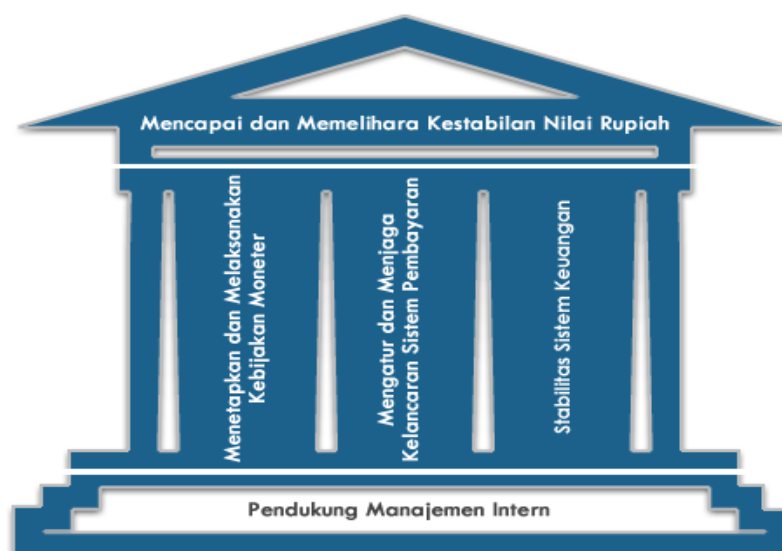 Mencapai dan Memelihara Kestabilan Nilai Rupiah
Menetapkan dan Melaksanakan
Kebijakan Moneter
Mengatur dan Menjaga
Kelancaran Sistem Pembayaran
Stabilitas Sistem Keuangan
Pendukung Manajemen Intern